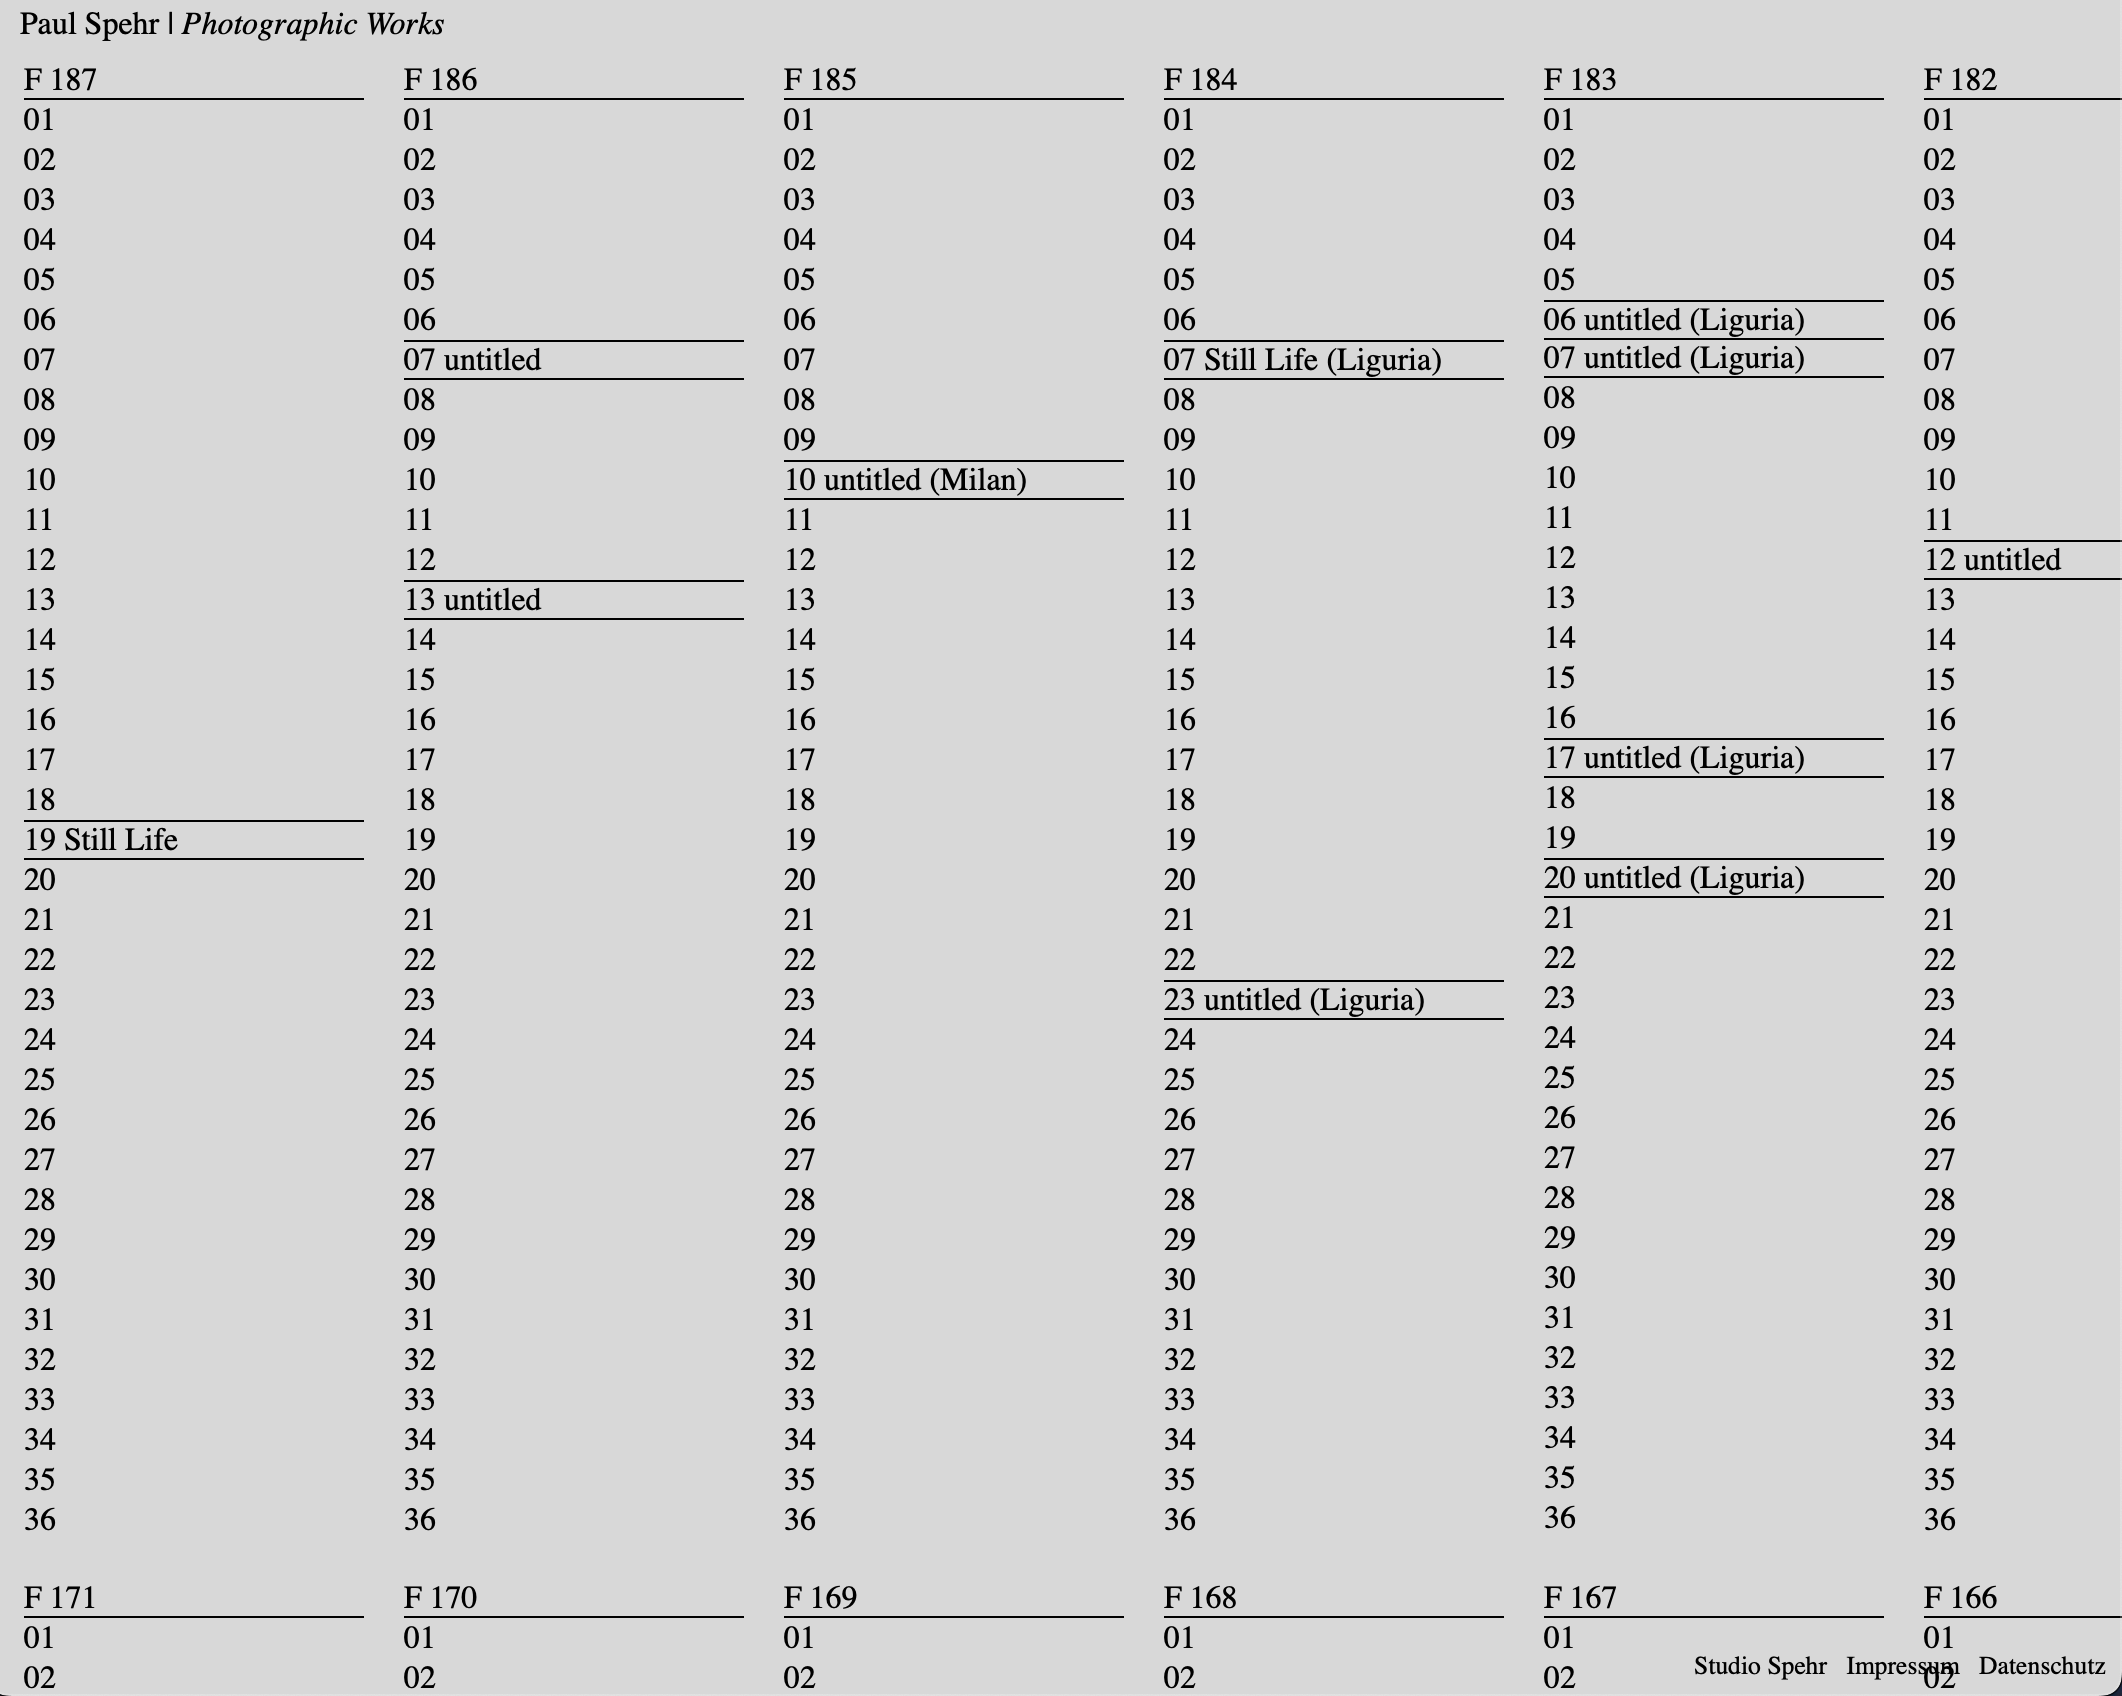 Paul Spehr | Photographic Works
F 187 F 186 F 185 F 184 F 183 F 182
01 01 01 01 01 01
02 02 02 02 02 02
03 03 03 03 03 03
04 04 04 04 04 04
05 05 05 05 05 05
06 06 06 06 06 untitled (Liguria) 06
07 07 untitled 07 07 Still Life (Liguria) 07 untitled (Liguria) 07
08 08 08 08 08 08
09 09 09 09 09 09
10 10 10 untitled (Milan) 10 10 10
11 11 11 11 11 11
12 12 12 12 12 12 untitled
13 13 untitled 13 13 13 13
14 14 14 14 14 14
15 15 15 15 15 15
16 16 16 16 16 16
17 17 17 17 17 untitled (Liguria) 17
18 18 18 18 18 18
19 Still Life 19 19 19 19 19
20 20 20 20 20 untitled (Liguria) 20
21 21 21 21 21 21
22 22 22 22 22 22
23 23 23 23 untitled (Liguria) 23 23
24 24 24 24 24 24
25 25 25 25 25 25
26 26 26 26 26 26
27 27 27 27 27 27
28 28 28 28 28 28
29 29 29 29 29 29
30 30 30 30 30 30
31 31 31 31 31 31
32 32 32 32 32 32
33 33 33 33 33 33
34 34 34 34 34 34
35 35 35 35 35 35
36 36 36 36 36 36
F 171 F 170 F 169 F 168 F 167 F 166
01 01 01 01 01 01
02 02 02 02 02 02
Studio Spehr Impressum Datenschutz